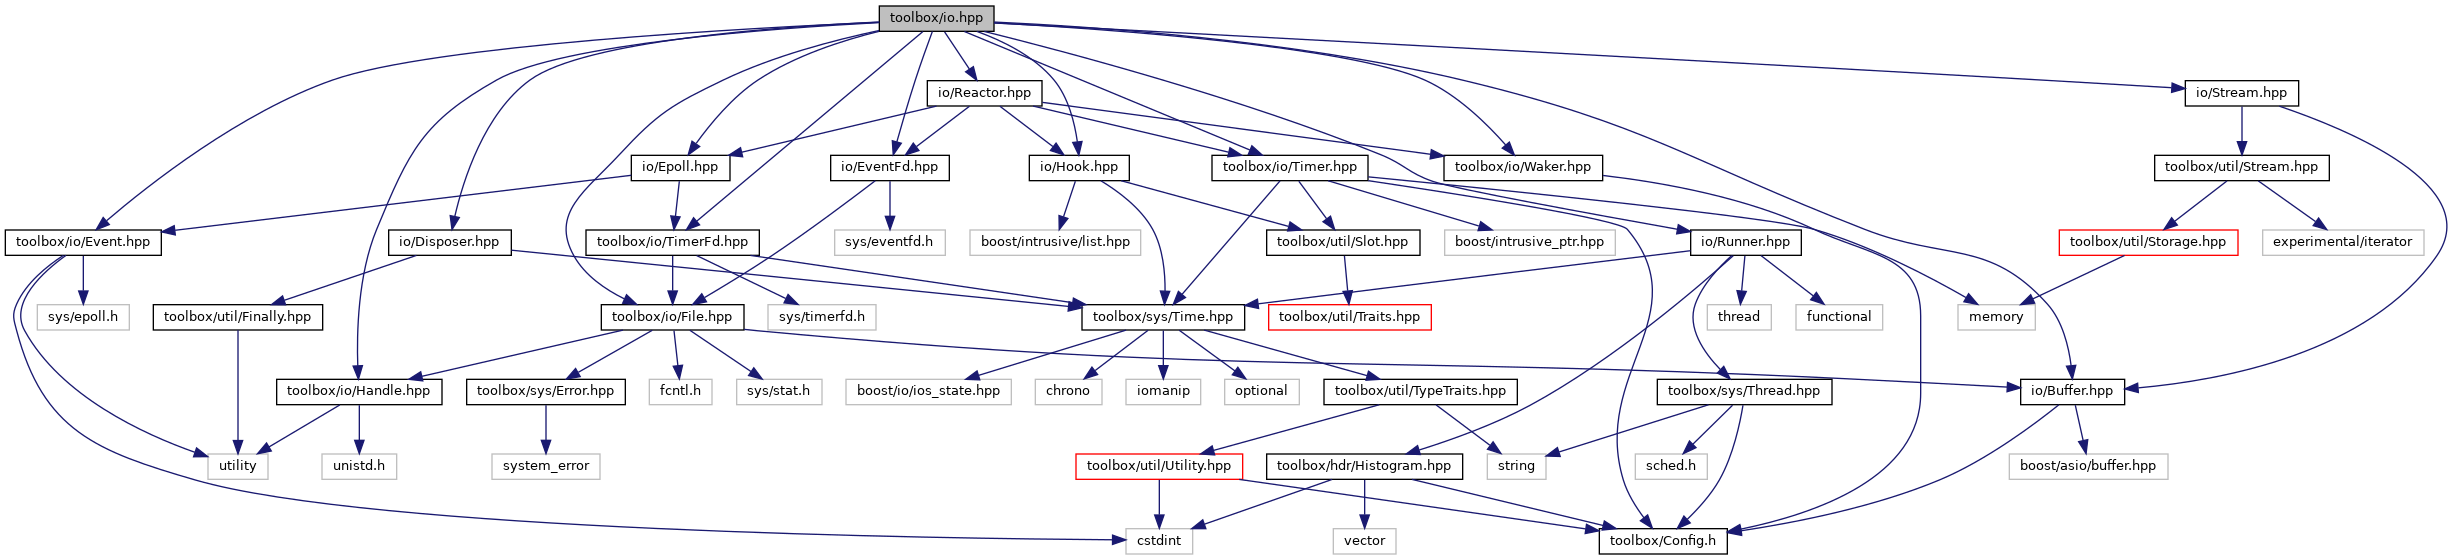 toolbox/io.hpp
io/Reactor.hpp
io/Stream.hpp
io/Epoll.hpp
io/EventFd.hpp
io/Hook.hpp
toolbox/io/Timer.hpp
toolbox/io/Waker.hpp
toolbox/util/Stream.hpp
toolbox/io/Event.hpp
io/Disposer.hpp
toolbox/io/TimerFd.hpp
sys/eventfd.h
boost/intrusive/list.hpp
toolbox/util/Slot.hpp
boost/intrusive_ptr.hpp
io/Runner.hpp
toolbox/util/Storage.hpp
experimental/iterator
sys/epoll.h
toolbox/util/Finally.hpp
toolbox/io/File.hpp
sys/timerfd.h
toolbox/sys/Time.hpp
toolbox/util/Traits.hpp
thread
functional
memory
toolbox/io/Handle.hpp
toolbox/sys/Error.hpp
fcntl.h
sys/stat.h
boost/io/ios_state.hpp
chrono
iomanip
optional
toolbox/util/TypeTraits.hpp
toolbox/sys/Thread.hpp
io/Buffer.hpp
utility
unistd.h
system_error
toolbox/util/Utility.hpp
toolbox/hdr/Histogram.hpp
string
sched.h
boost/asio/buffer.hpp
cstdint
vector
toolbox/Config.h